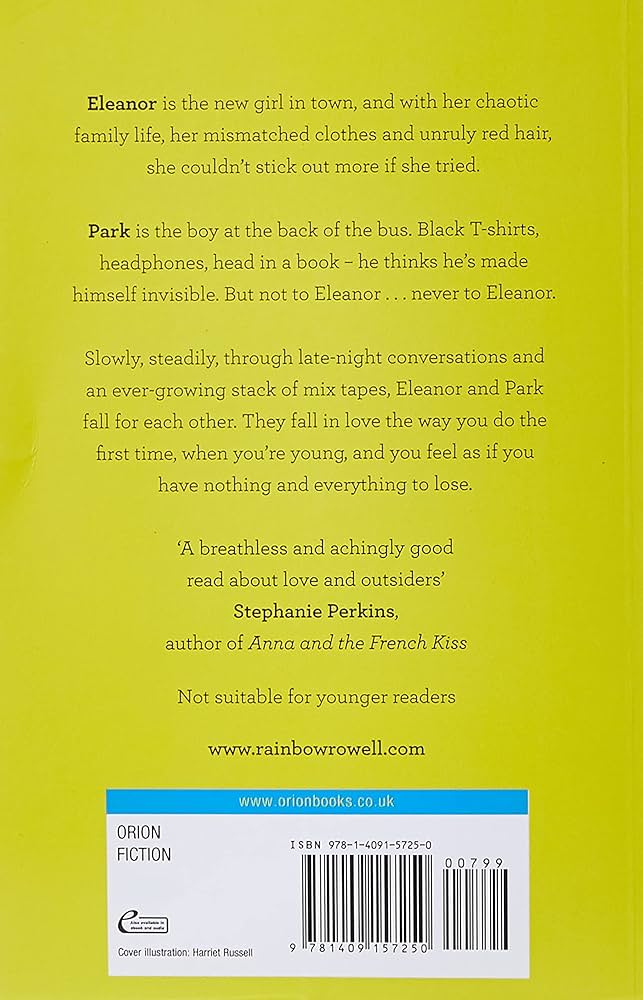 Eleanor is the new girl in town, and with her chaotic
family life, her mismatched clothes and unruly red hair,
she couldn’t stick out more if she tried.
Park is the boy at the back of the bus. Black T-shirts,
headphones, head in a book – he thinks he’s made
himself invisible. But not to Eleanor . . . never to Eleanor.
Slowly, steadily, through late-night conversations and
an ever-growing stack of mix tapes, Eleanor and Park
fall for each other. They fall in love the way you do the
first time, when you’re young, and you feel as if you
have nothing and everything to lose.
‘A breathless and achingly good
read about love and outsiders’
Stephanie Perkins,
author of Anna and the French Kiss
Not suitable for younger readers
www.rainbowrowell.com
www.orionbooks.co.uk
ORION
FICTION
ISBN 978-1-4091-5725-0
00799
9 781409 157250
e
Also available in
ebook and audio
Cover illustration: Harriet Russell